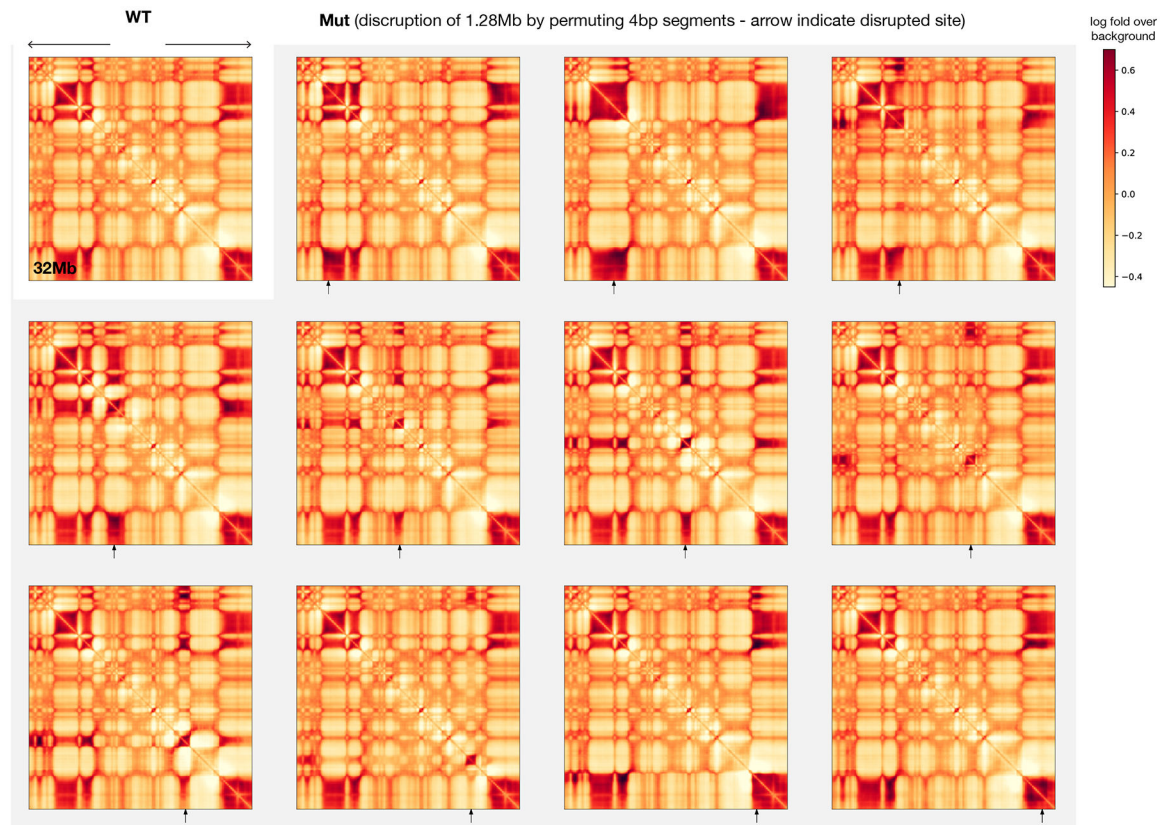 WT
Mut (discruption of 1.28Mb by permuting 4bp segments - arrow indicate disrupted site)
log fold over
background
0.6
0.4
0.2
0.0
−0.2
−0.4
32Mb